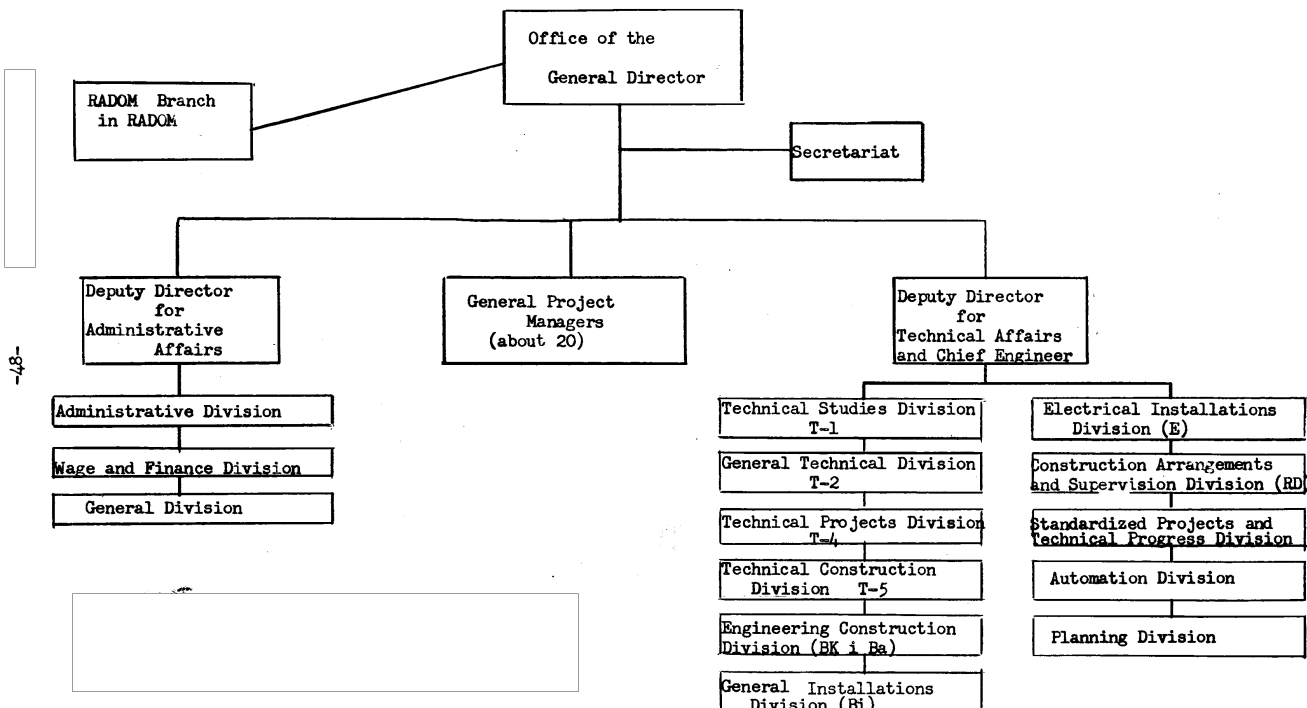 Office of the
General Director
RADOM Branch
in RADOM
Secretariat
-48-
Deputy Director
for
Administrative
Affairs
General Project
Managers
(about 20)
Deputy Director
for
Technical Affairs
and Chief Engineer
Administrative Division
Wage and Finance Division
General Division
Technical Studies Division
T-1
General Technical Division
T-2
Technical Projects Division
T-4
Technical Construction
Division T-5
Engineering Construction
Division (BK i Ba)
General Installations
Division (Bi)
Electrical Installations
Division (E)
Construction Arrangements
and Supervision Division (RD)
Standardized Projects and
Technical Progress Division
Automation Division
Planning Division